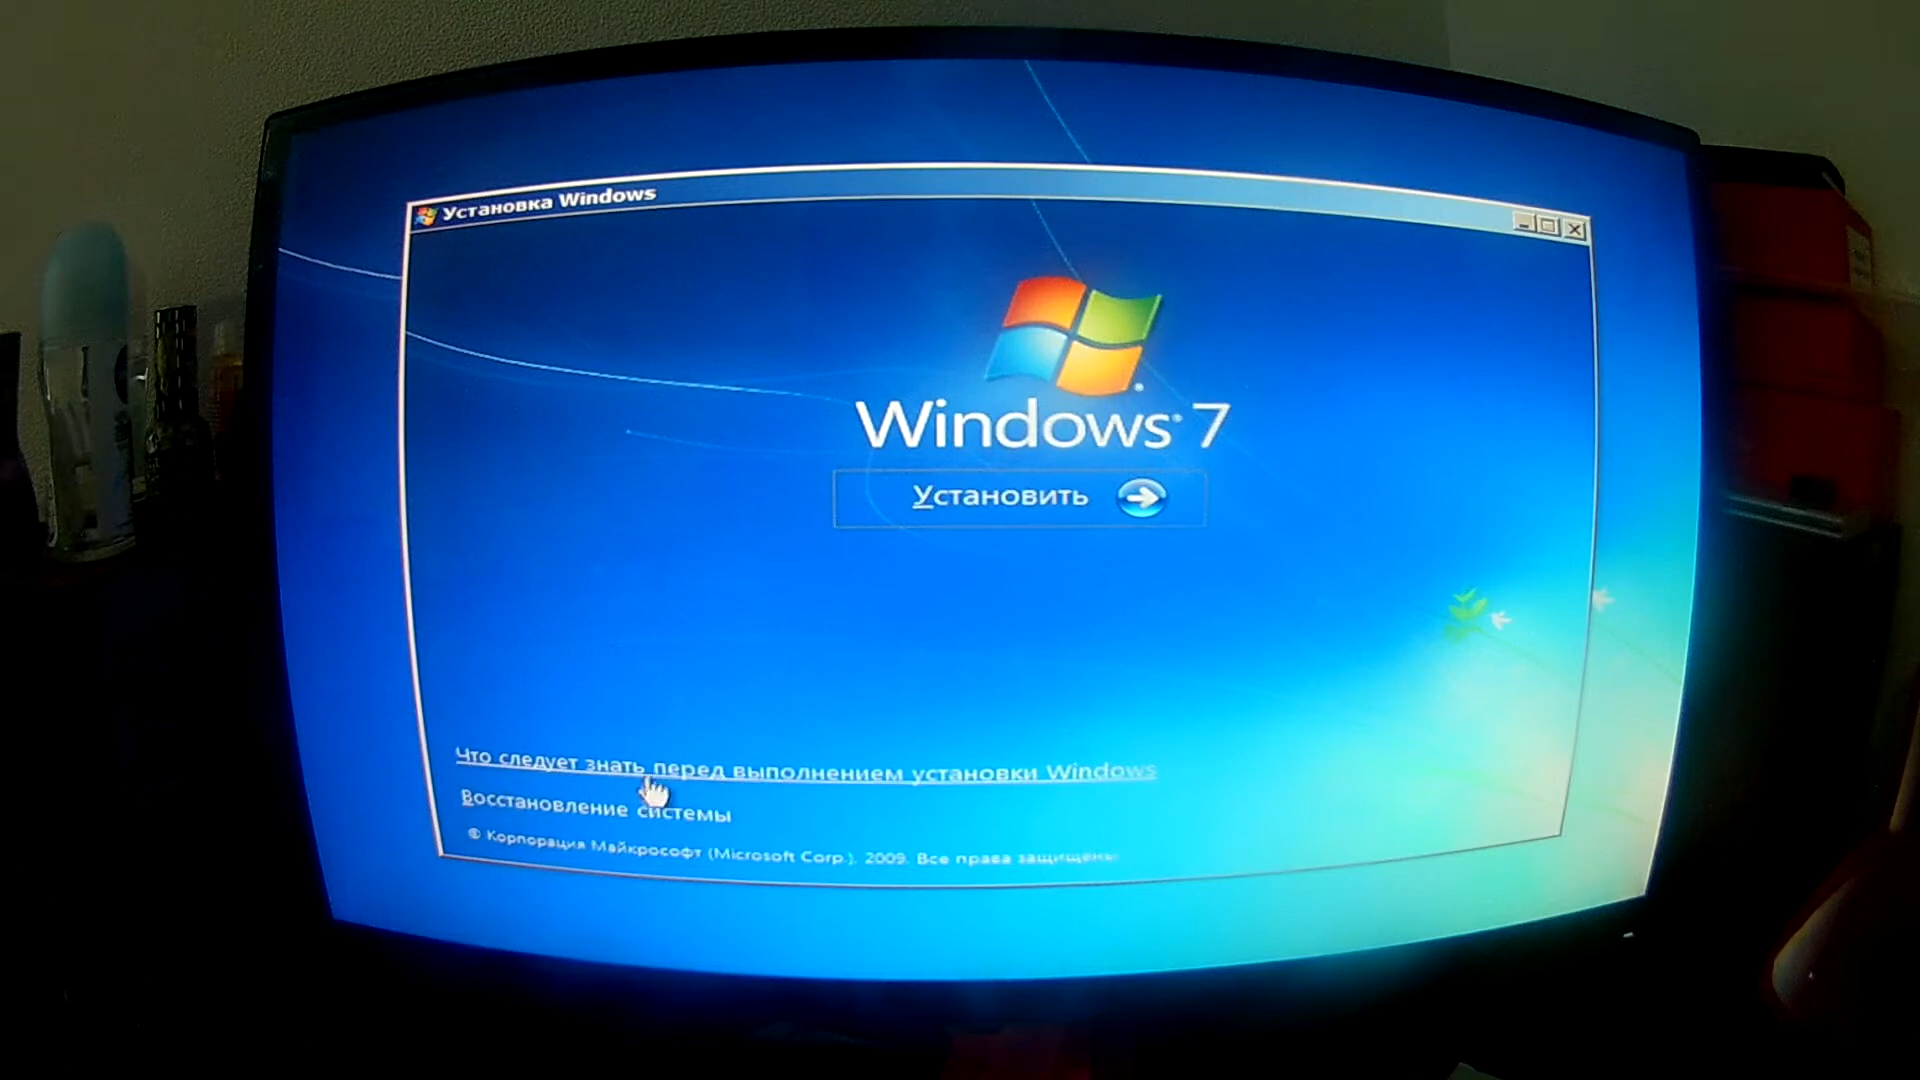 Установка Windows
Windows® 7
Установить
Что следует знать перед выполнением установки Windows
Восстановление системы
© Корпорация Майкрософт (Microsoft Corp.), 2009. Все права защищены.